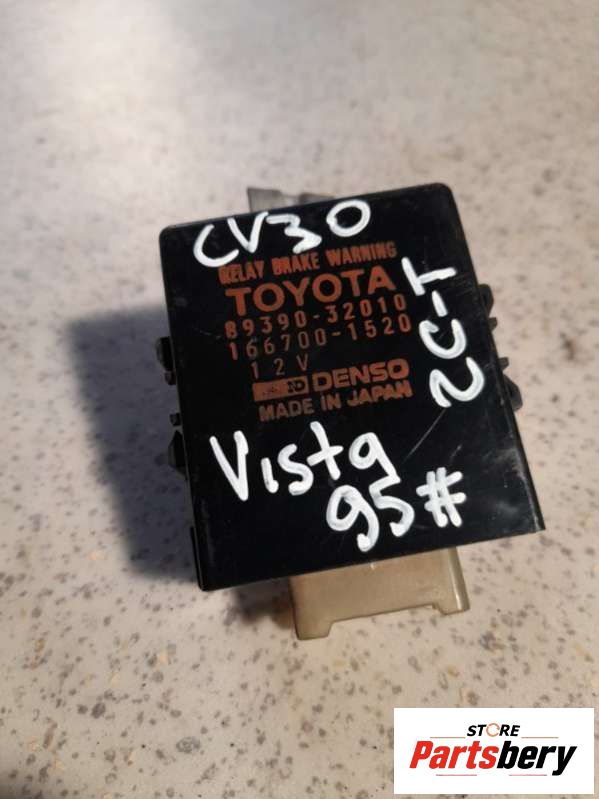 CV30
RELAY BRAKE WARNING
TOYOTA
89390-32010
166700-1520
12V
DENSO
MADE IN JAPAN
2C-T
Vista
95#
STORE
Partsbery